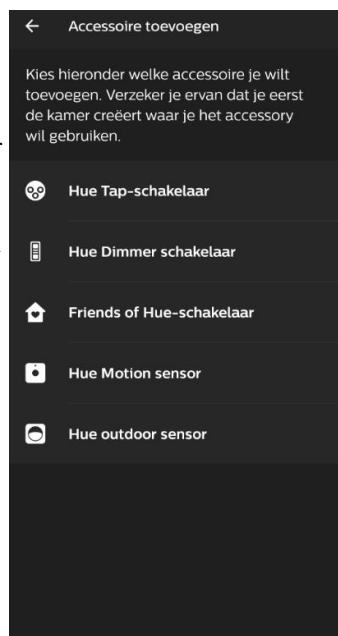 Accessoire toevoegen
Kies hieronder welke accessoire je wilt
toevoegen. Verzeker je ervan dat je eerst
de kamer creëert waar je het accessory
wil gebruiken.
Hue Tap-schakelaar
Hue Dimmer schakelaar
Friends of Hue-schakelaar
Hue Motion sensor
Hue outdoor sensor